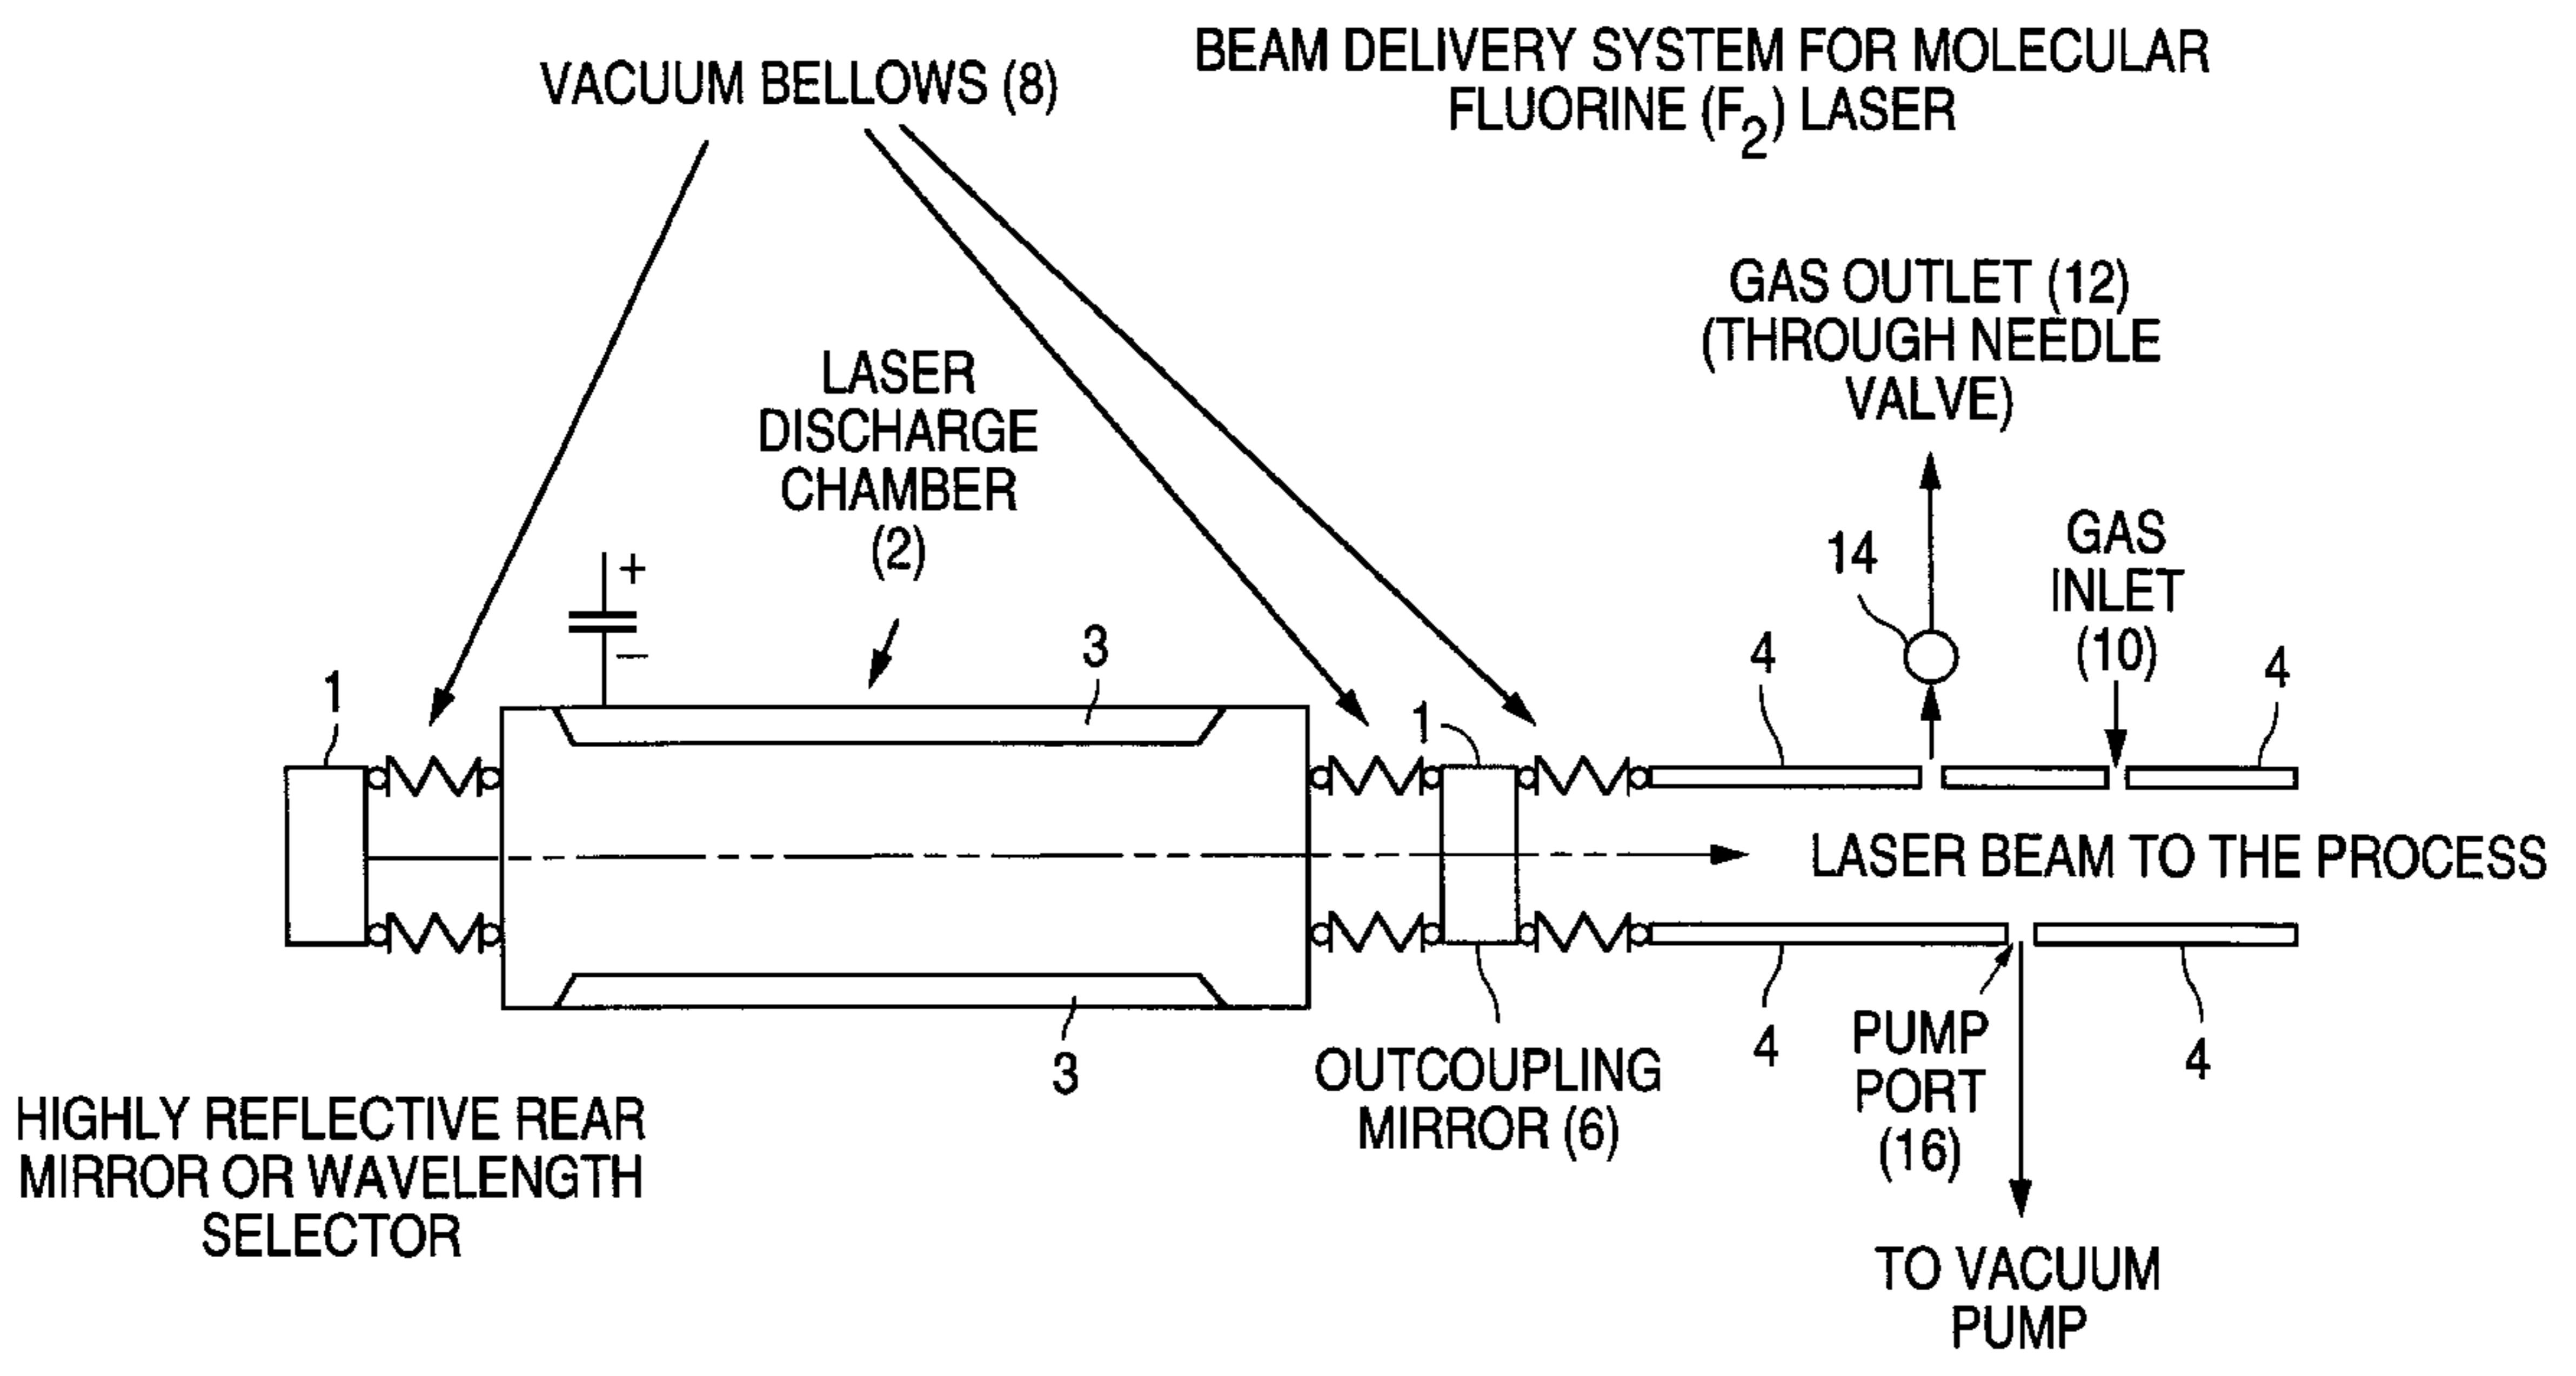 BEAM DELIVERY SYSTEM FOR MOLECULAR
FLUORINE (F2) LASER
VACUUM BELLOWS (8)
GAS OUTLET (12)
(THROUGH NEEDLE
VALVE)
LASER
DISCHARGE
CHAMBER
(2)
GAS
INLET
(10)
14
+
−
3
4
4
1
1
LASER BEAM TO THE PROCESS
3
4
4
PUMP
PORT
(16)
OUTCOUPLING
MIRROR (6)
HIGHLY REFLECTIVE REAR
MIRROR OR WAVELENGTH
SELECTOR
TO VACUUM
PUMP